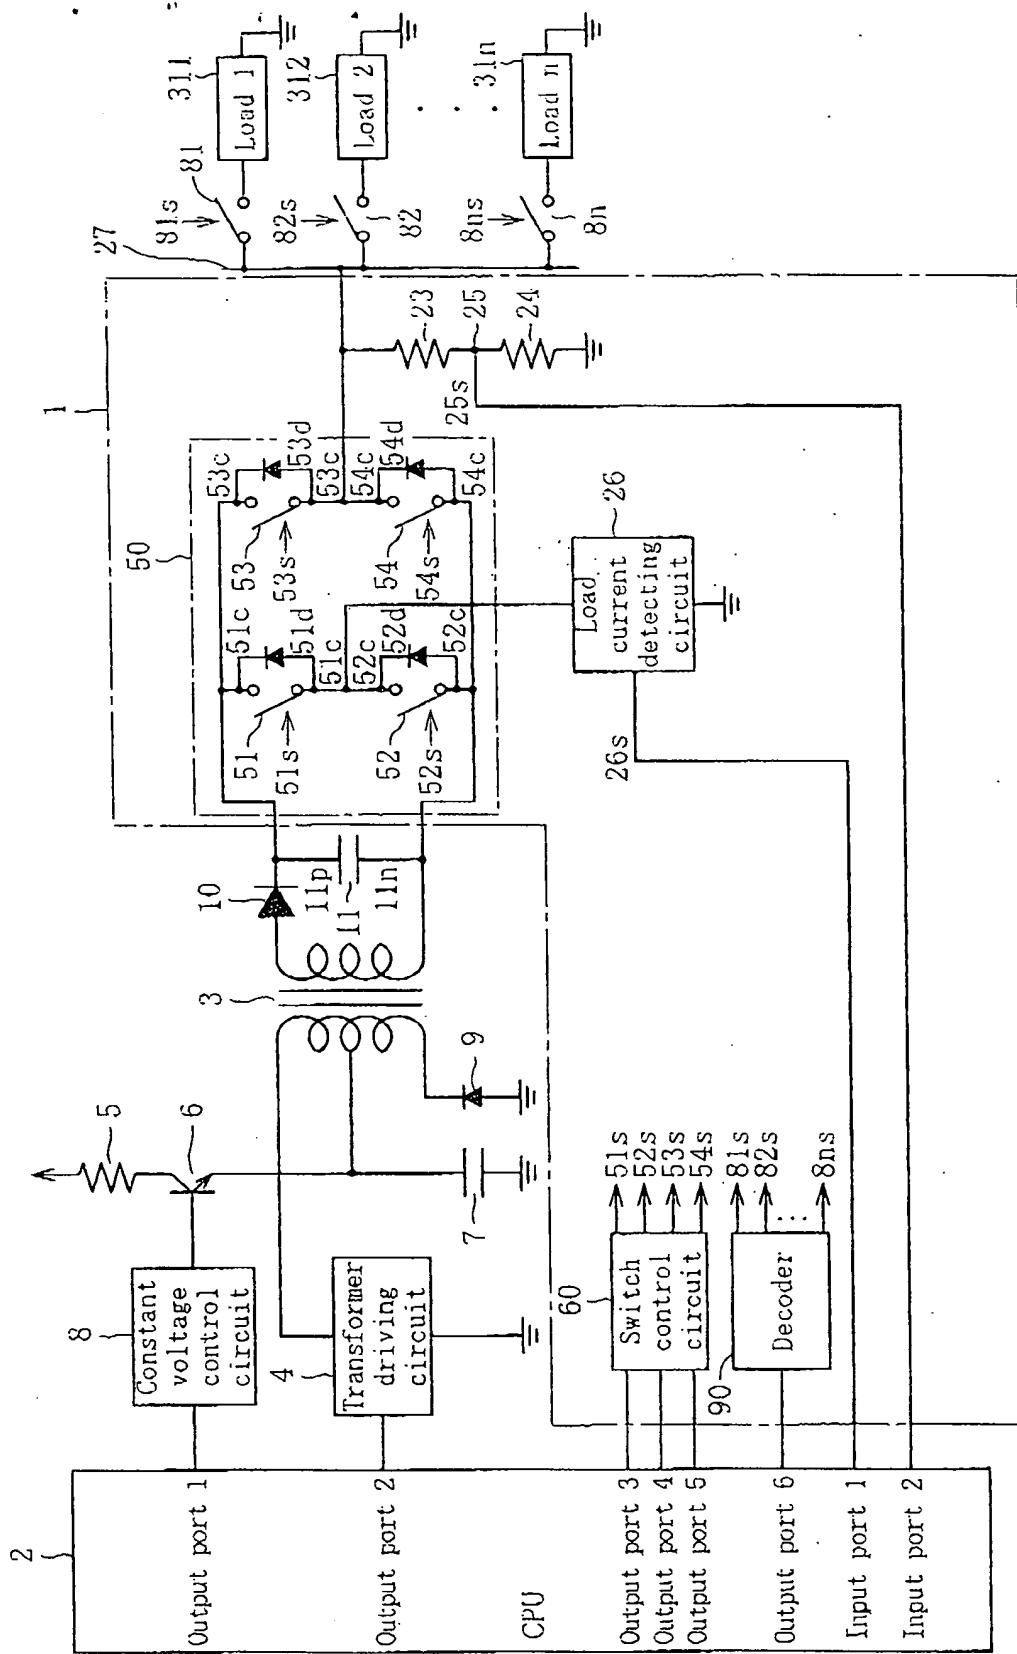 2
CPU
Output port 1
Output port 2
Output port 3
Output port 4
Output port 5
Output port 6
Input port 1
Input port 2
8
Constant
voltage
control
circuit
4
Transformer
driving
circuit
5
6
7
9
3
10
11p
11
11n
60
Switch
control
circuit
51s
52s
53s
54s
90
Decoder
81s
82s
8ns
1
50
51
51s
51c
51d
51c
52
52s
52c
52d
52c
53
53s
53c
53d
53c
54
54s
54c
54d
54c
26
Load
current
detecting
circuit
26s
23
25
24
25s
27
81s
81
311
Load 1
82s
82
312
Load 2
8ns
8n
31n
Load n